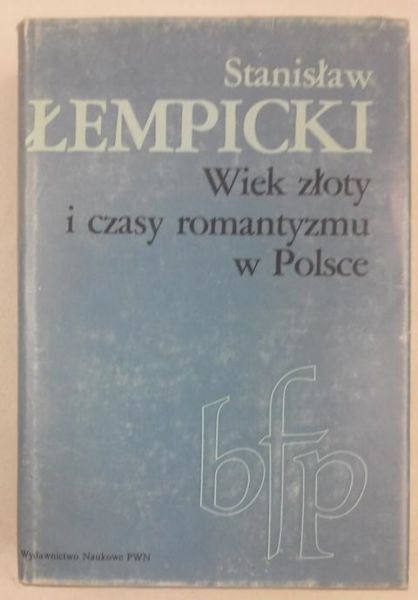 Stanisław
ŁEMPICKI
Wiek złoty
i czasy romantyzmu
w Polsce
bfp
Wydawnictwo Naukowe PWN